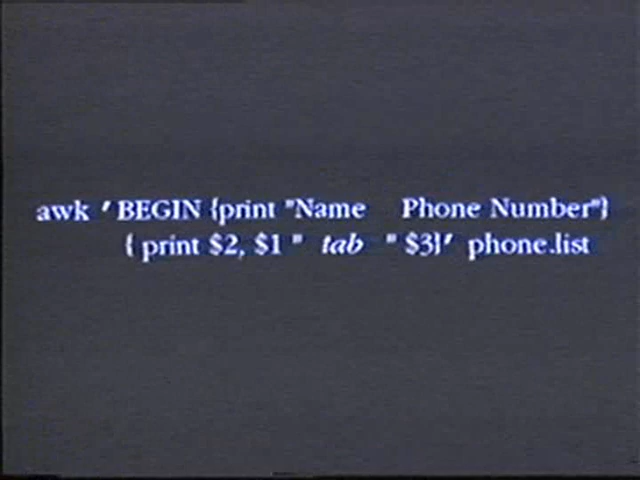 awk ' BEGIN {print "Name Phone Number"}
{ print $2, $1 " tab " $3}' phone.list